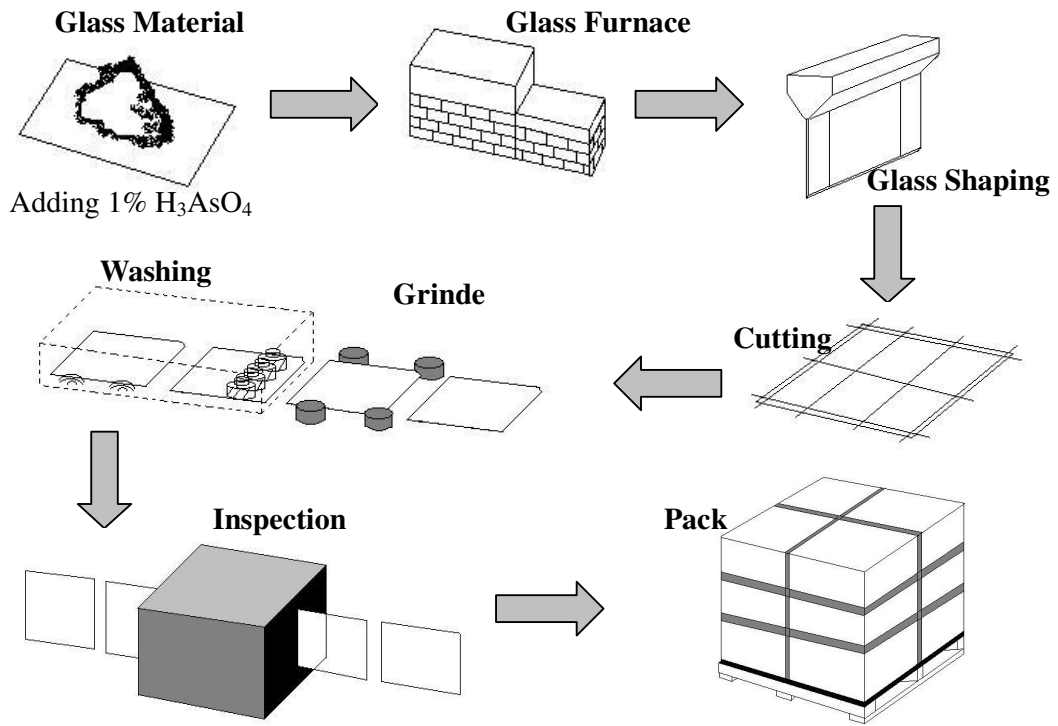 Glass Material
Glass Furnace
Adding 1% H₃AsO₄
Glass Shaping
Washing
Grinde
Cutting
Inspection
Pack